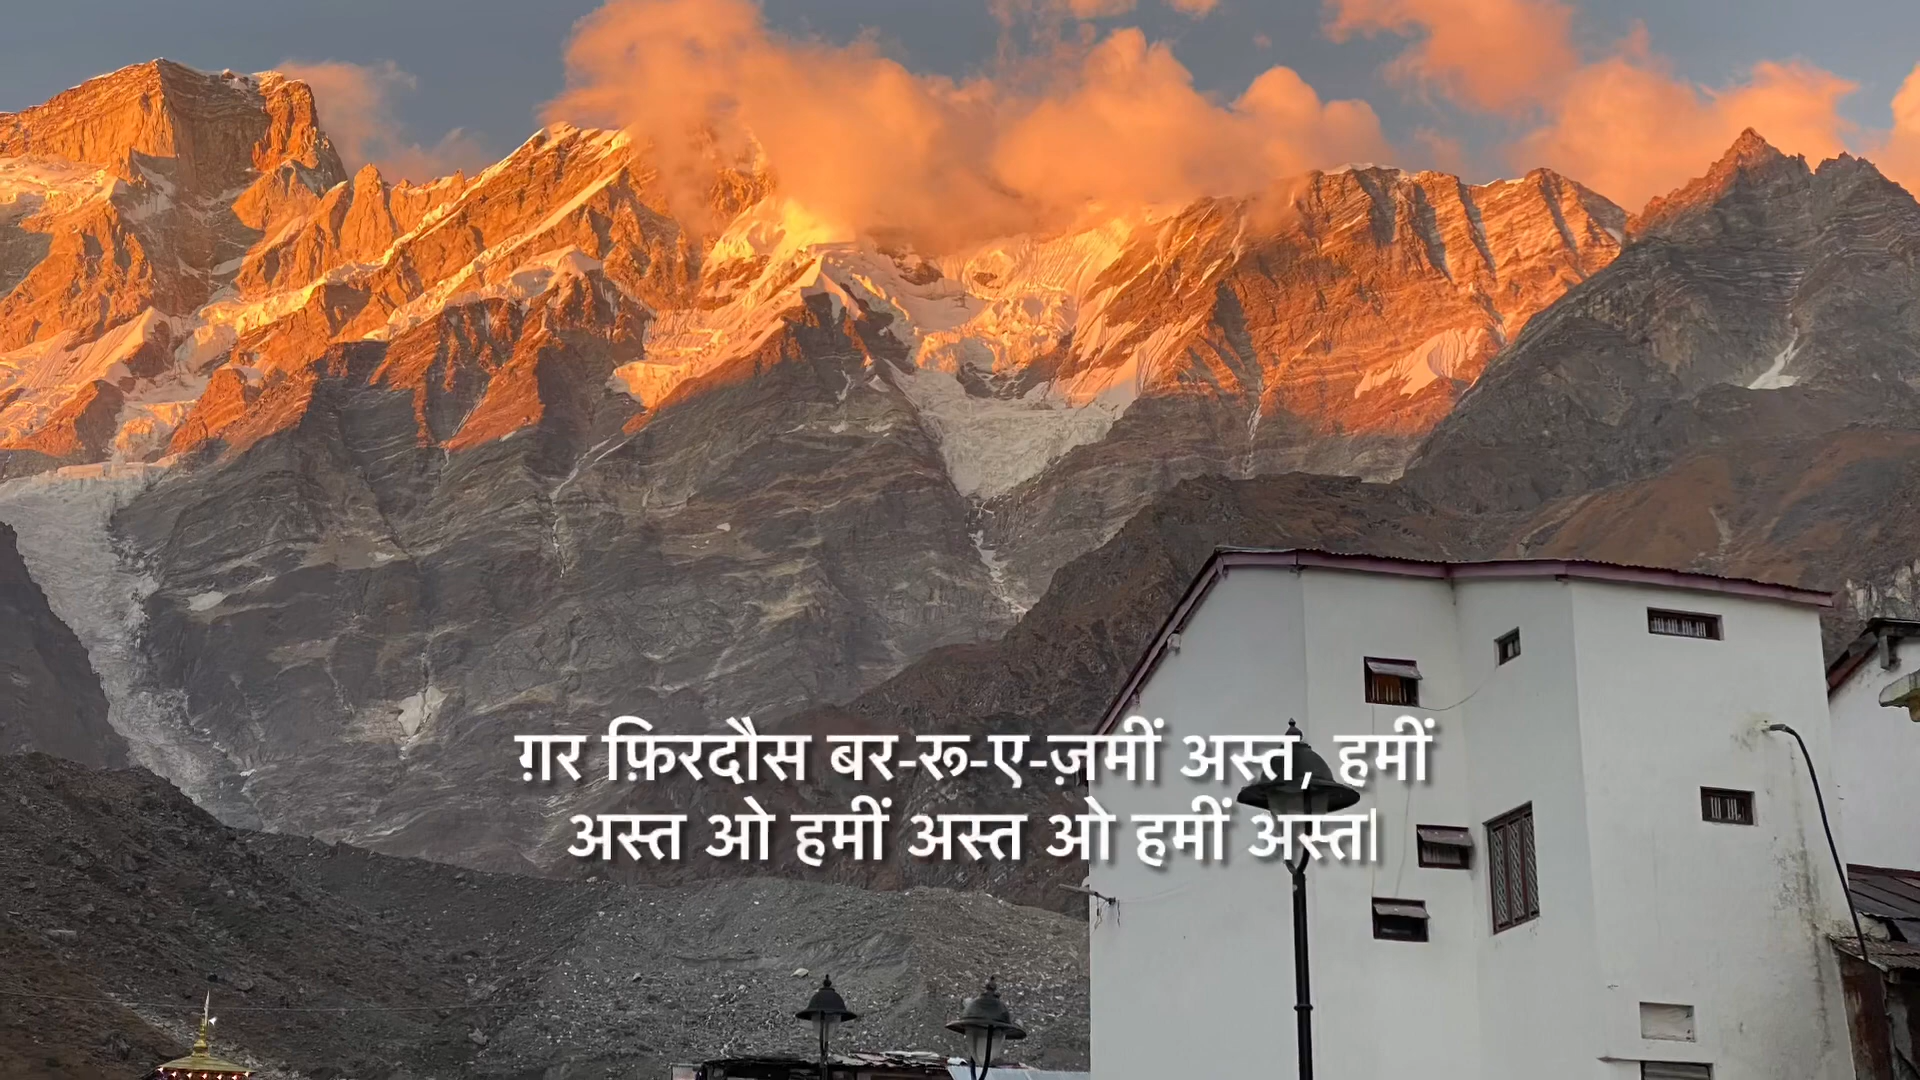 ग़र फ़िरदौस बर-रू-ए-ज़मीं अस्त, हमीं
अस्त ओ हमीं अस्त ओ हमीं अस्त|